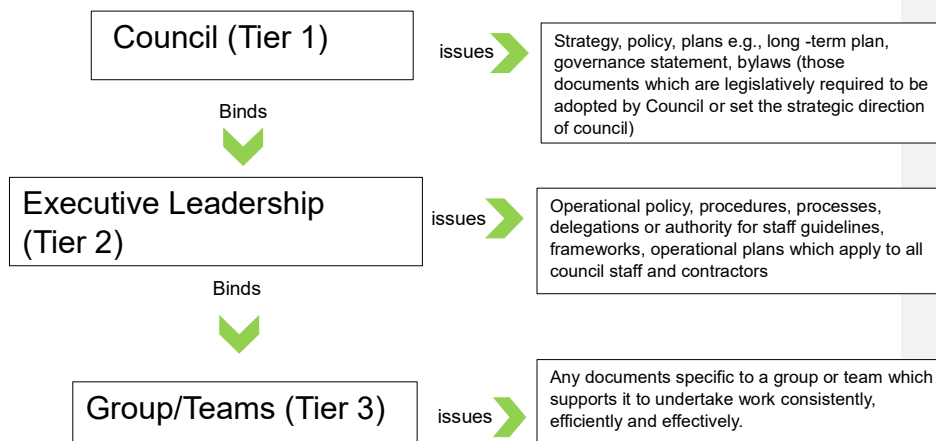 Council (Tier 1)
issues
Strategy, policy, plans e.g., long -term plan,
governance statement, bylaws (those
documents which are legislatively required to be
adopted by Council or set the strategic direction
of council)
Binds
Executive Leadership
(Tier 2)
issues
Operational policy, procedures, processes,
delegations or authority for staff guidelines,
frameworks, operational plans which apply to all
council staff and contractors
Binds
Group/Teams (Tier 3)
issues
Any documents specific to a group or team which
supports it to undertake work consistently,
efficiently and effectively.